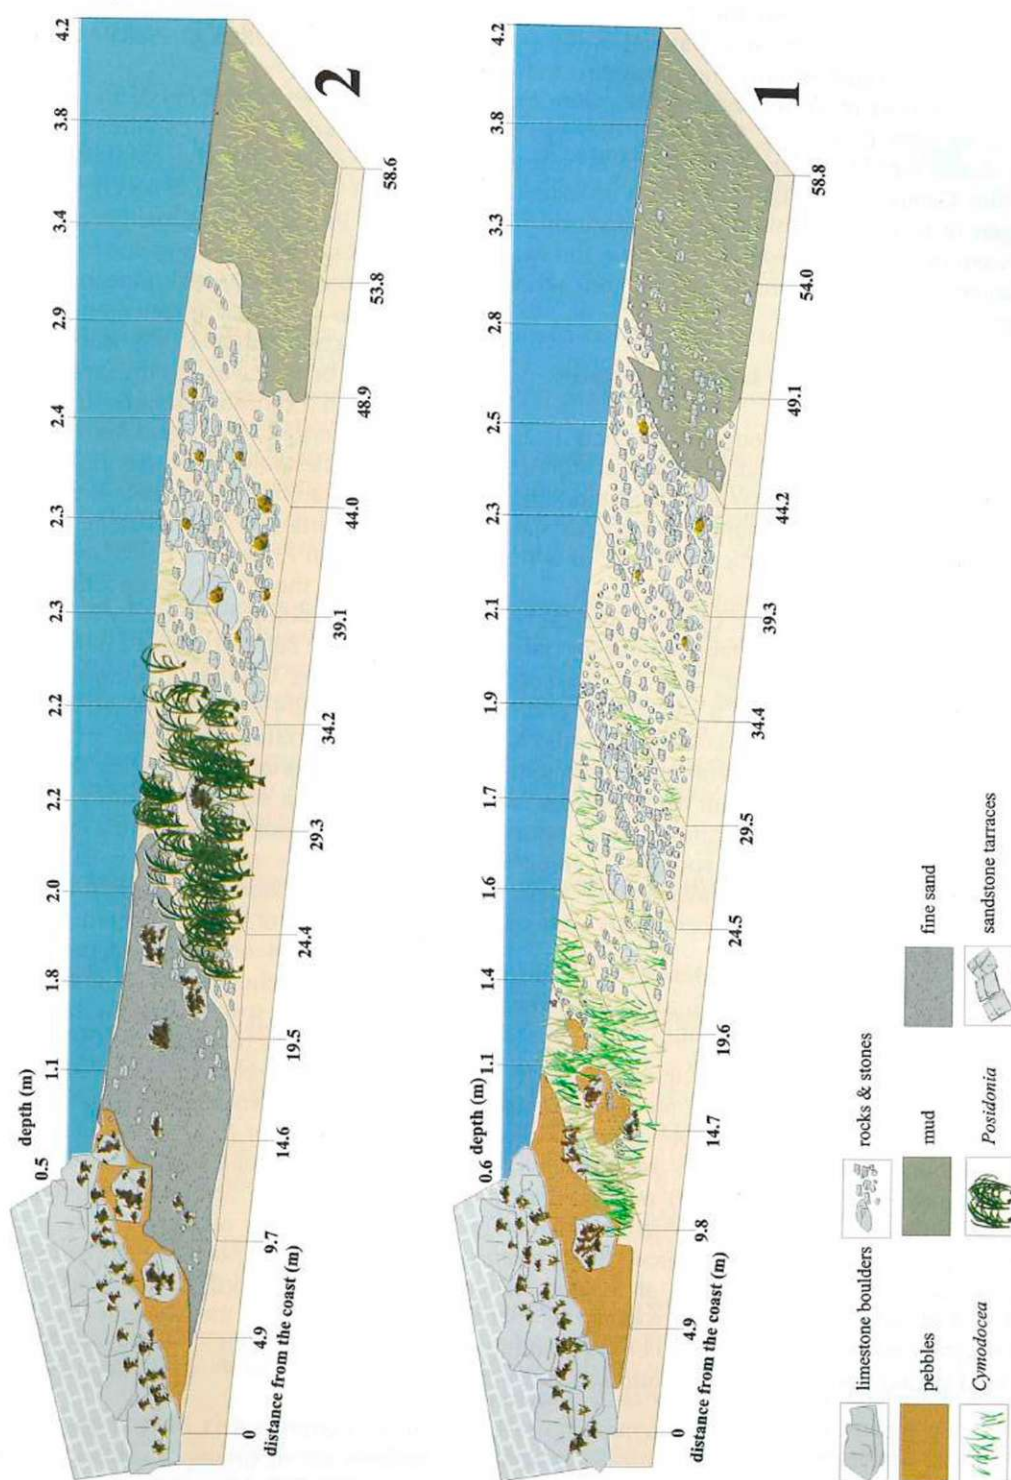 depth (m)
0.5 1.1 1.8 2.0 2.2 2.2 2.3 2.3 2.4 2.9 3.4 3.8 4.2
0 4.9 9.7 14.6 19.5 24.4 29.3 34.2 39.1 44.0 48.9 53.8 58.6
distance from the coast (m)
2
depth (m)
0.6 1.1 1.4 1.6 1.7 1.9 2.1 2.3 2.5 2.8 3.3 3.8 4.2
0 4.9 9.8 14.7 19.6 24.5 29.5 34.4 39.3 44.2 49.1 54.0 58.8
distance from the coast (m)
1
limestone boulders rocks & stones
pebbles mud fine sand
Cymodocea Posidonia sandstone tarraces